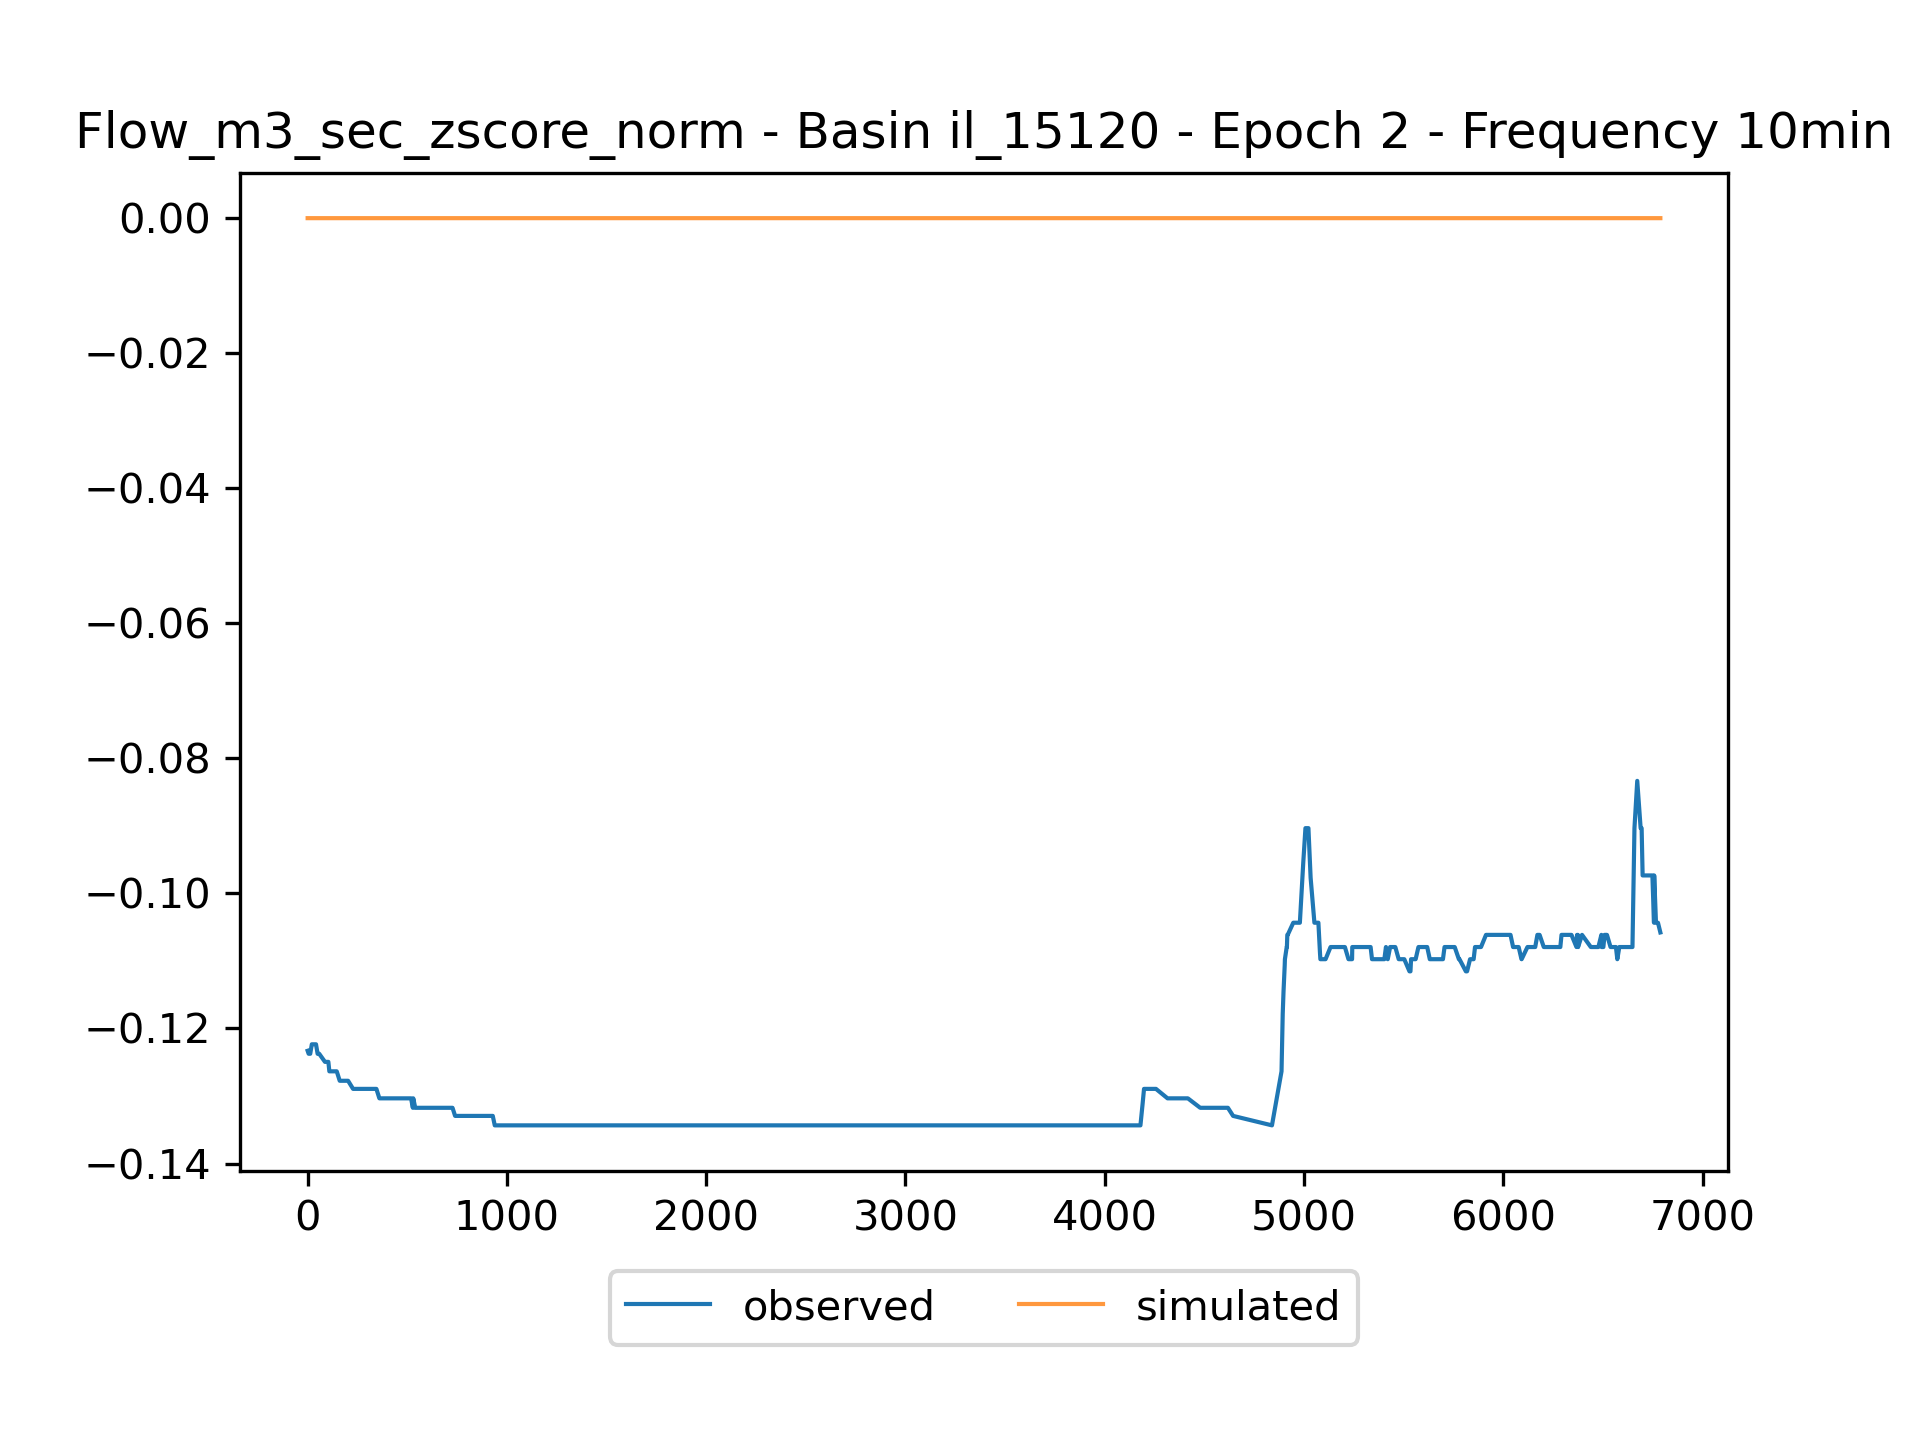 Flow_m3_sec_zscore_norm - Basin il_15120 - Epoch 2 - Frequency 10min
0.00
−0.02
−0.04
−0.06
−0.08
−0.10
−0.12
−0.14
0 1000 2000 3000 4000 5000 6000 7000
observed simulated